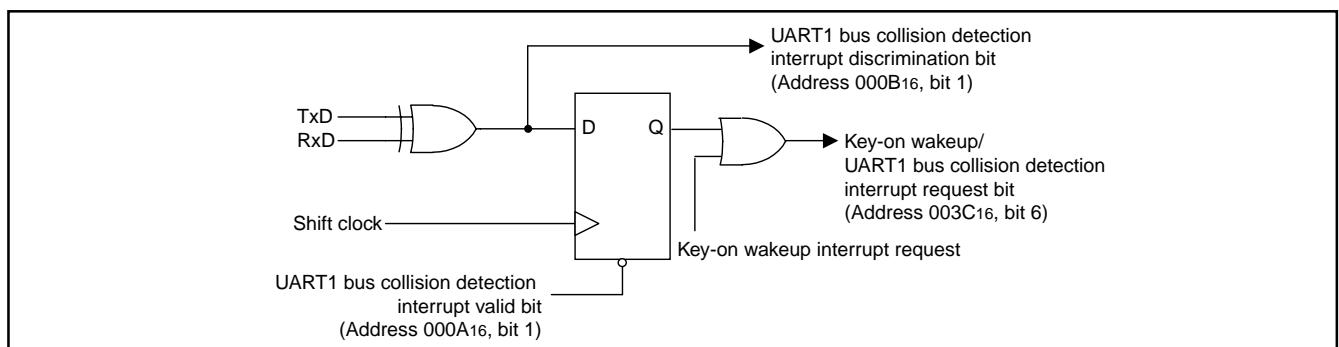 UART1 bus collision detection
interrupt discrimination bit
(Address 000B16, bit 1)
TxD
RxD
D
Q
Key-on wakeup/
UART1 bus collision detection
interrupt request bit
(Address 003C16, bit 6)
Shift clock
Key-on wakeup interrupt request
UART1 bus collision detection
interrupt valid bit
(Address 000A16, bit 1)